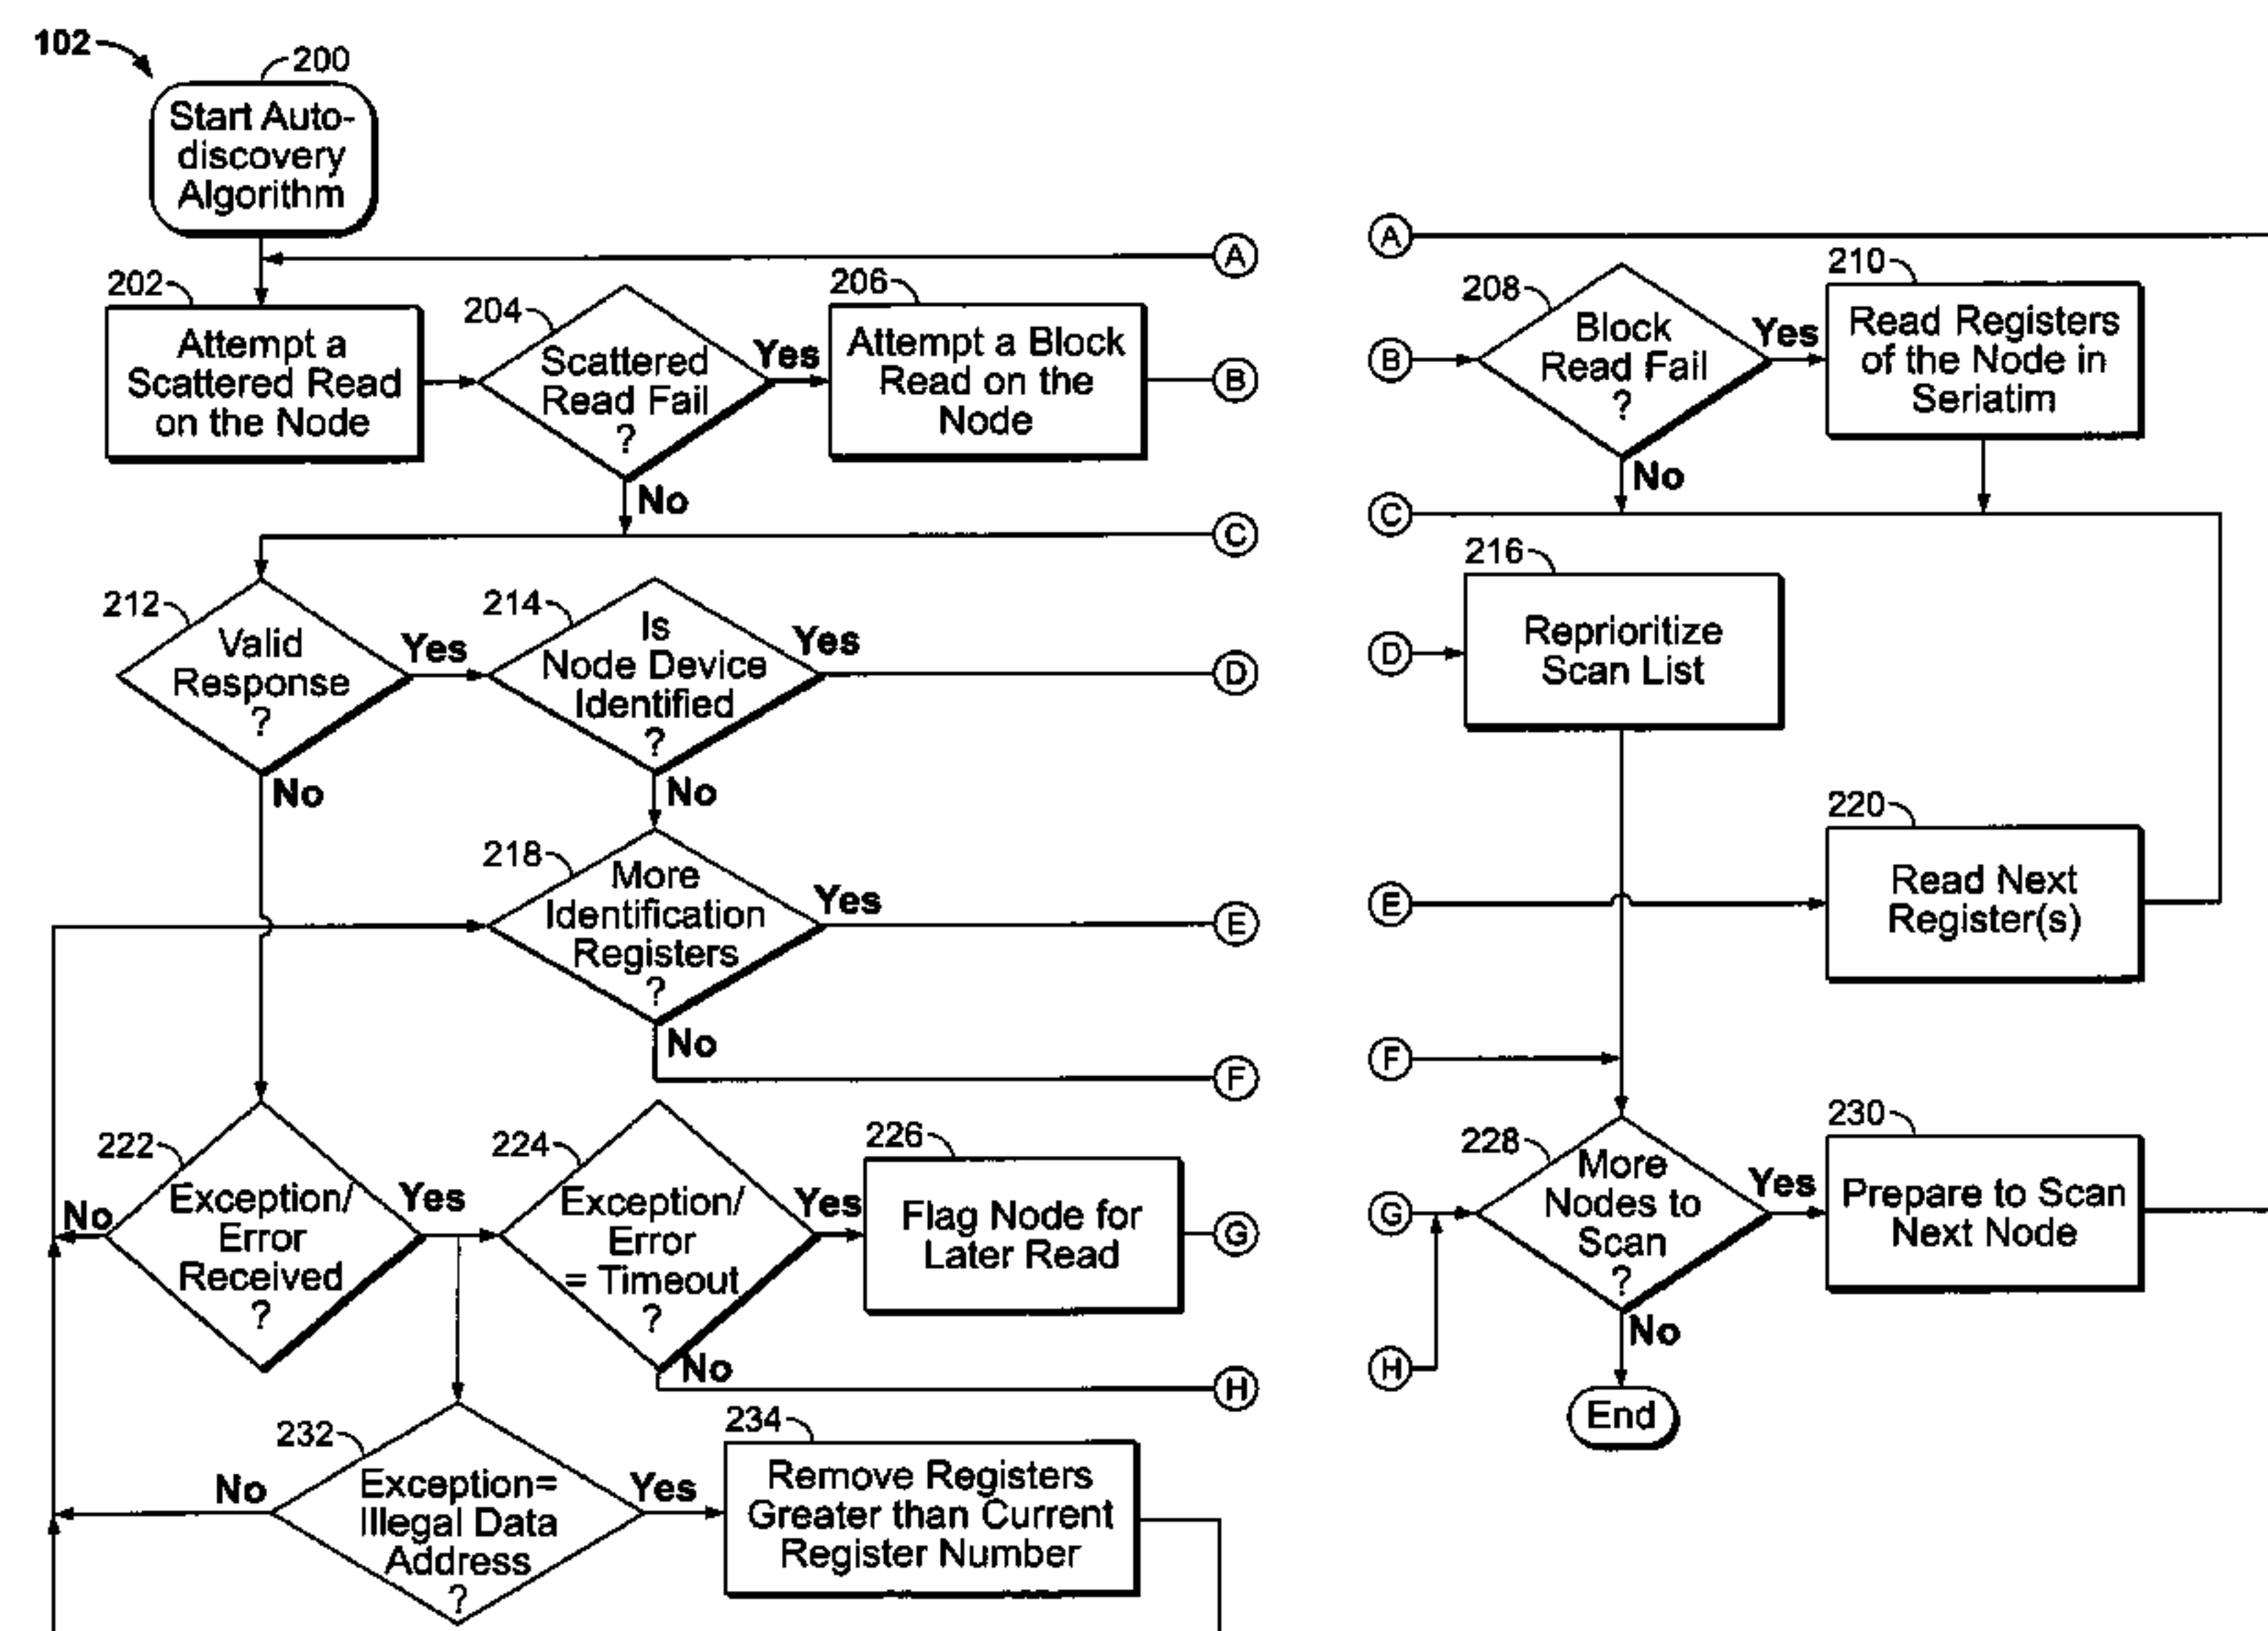 102
200
Start Auto-
discovery
Algorithm
A
202
Attempt a
Scattered Read
on the Node
204
Scattered
Read Fail
?
Yes
No
206
Attempt a Block
Read on the
Node
B
C
212
Valid
Response
?
Yes
No
214
Is
Node Device
Identified
?
Yes
No
D
218
More
Identification
Registers
?
Yes
No
E
F
222
Exception/
Error
Received
?
No
Yes
224
Exception/
Error
= Timeout
?
Yes
No
226
Flag Node for
Later Read
G
H
232
Exception=
Illegal Data
Address
?
No
Yes
234
Remove Registers
Greater than Current
Register Number
A
B
208
Block
Read Fail
?
Yes
No
210
Read Registers
of the Node in
Seriatim
C
216
Reprioritize
Scan List
D
220
Read Next
Register(s)
E
F
228
More
Nodes to
Scan
?
Yes
No
230
Prepare to Scan
Next Node
G
H
End